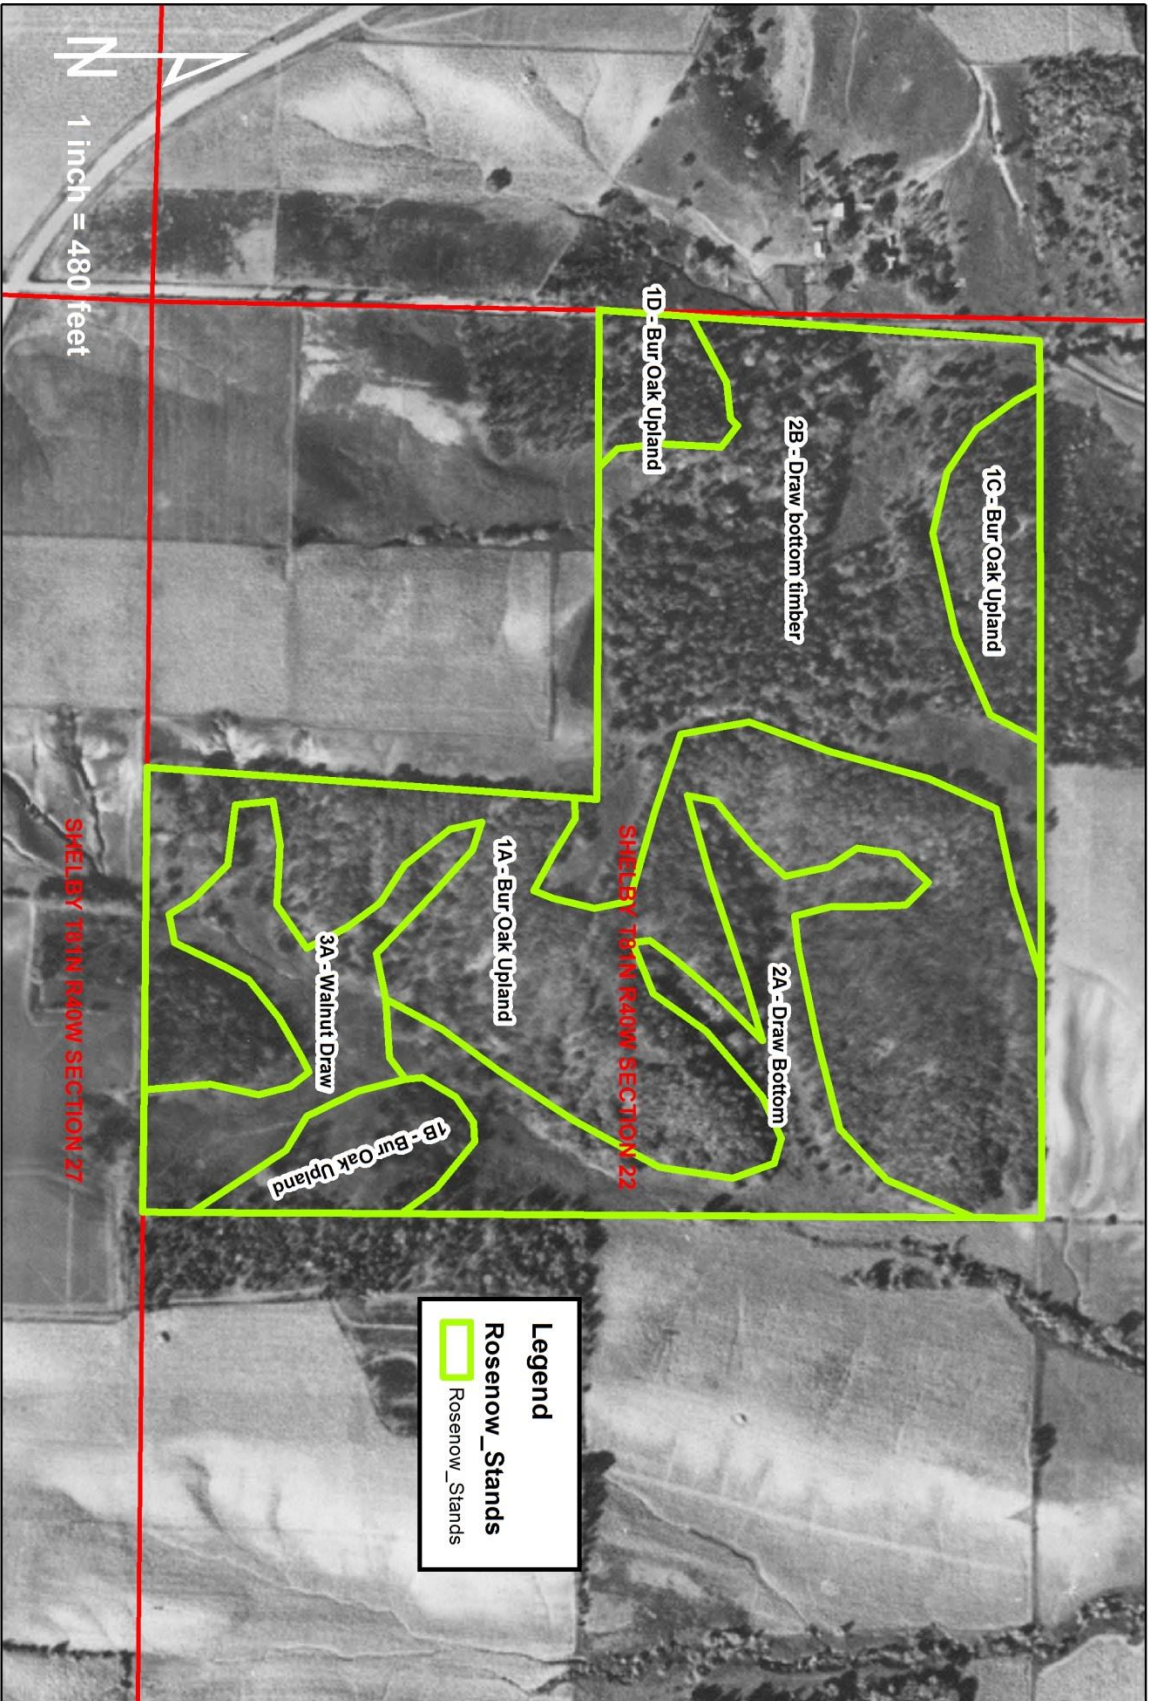 1C - Bur Oak Upland
2B - Draw bottom timber
1D - Bur Oak Upland
2A - Draw Bottom
SHELBY T81N R40W SECTION 22
1A - Bur Oak Upland
3A - Walnut Draw
1B - Bur Oak Upland
Legend
Rosenow_Stands
Rosenow_Stands
N
1 inch = 480 feet
SHELBY T81N R40W SECTION 27